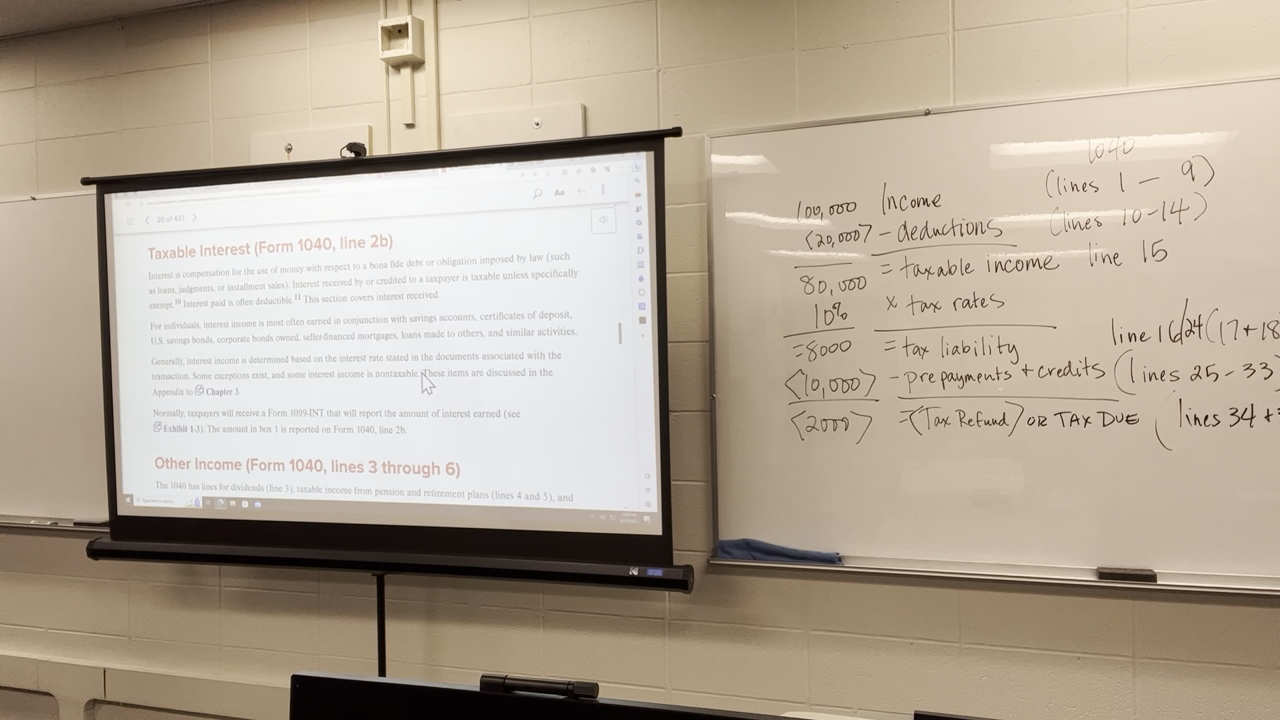 Aa
20 of 437
Taxable Interest (Form 1040, line 2b)
Interest is compensation for the use of money with respect to a bona fide debt or obligation imposed by law (such
as loans, judgments, or installment sales). Interest received by or credited to a taxpayer is taxable unless specifically
exempt.10 Interest paid is often deductible.11 This section covers interest received.
For individuals, interest income is most often earned in conjunction with savings accounts, certificates of deposit,
U.S. savings bonds, corporate bonds owned, seller-financed mortgages, loans made to others, and similar activities.
Generally, interest income is determined based on the interest rate stated in the documents associated with the
transaction. Some exceptions exist, and some interest income is nontaxable. These items are discussed in the
Appendix to Chapter 3.
Normally, taxpayers will receive a Form 1099-INT that will report the amount of interest earned (see
Exhibit 1-3). The amount in box 1 is reported on Form 1040, line 2b.
Other Income (Form 1040, lines 3 through 6)
The 1040 has lines for dividends (line 3), taxable income from pension and retirement plans (lines 4 and 5), and
1040
100,000 Income (lines 1 - 9)
<20,000> - deductions (lines 10-14)
80,000 = taxable income line 15
10% x tax rates
=8000 = tax liability line 16/24 (17+18
<10,000> - prepayments + credits (lines 25-33
<2000> = <Tax Refund> OR TAX DUE (lines 34 +